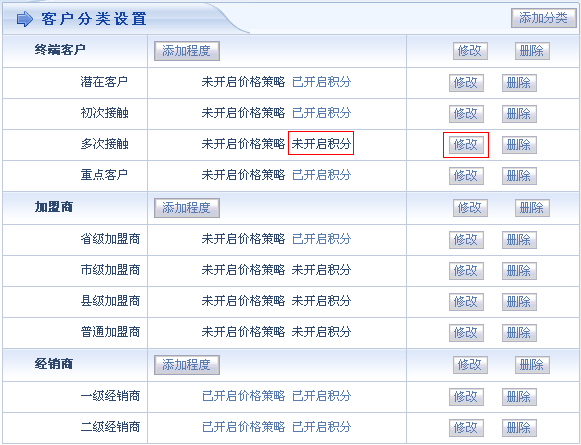 客户分类设置 添加分类
终端客户 添加程度 修改 删除
潜在客户 未开启价格策略 已开启积分 修改 删除
初次接触 未开启价格策略 已开启积分 修改 删除
多次接触 未开启价格策略 未开启积分 修改 删除
重点客户 未开启价格策略 已开启积分 修改 删除
加盟商 添加程度 修改 删除
省级加盟商 未开启价格策略 已开启积分 修改 删除
市级加盟商 未开启价格策略 未开启积分 修改 删除
县级加盟商 未开启价格策略 未开启积分 修改 删除
普通加盟商 未开启价格策略 未开启积分 修改 删除
经销商 添加程度 修改 删除
一级经销商 已开启价格策略 已开启积分 修改 删除
二级经销商 已开启价格策略 已开启积分 修改 删除